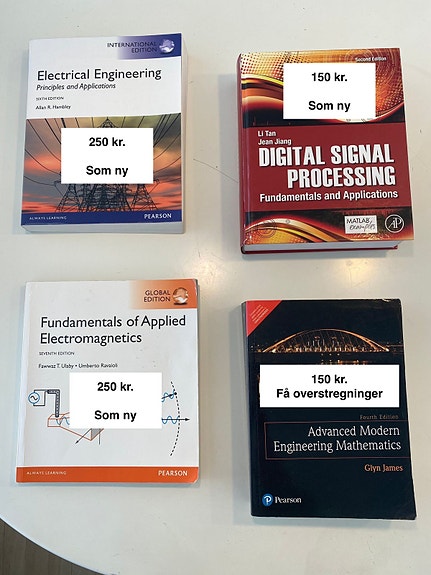 INTERNATIONAL
EDITION
Electrical Engineering
Principles and Applications
SIXTH EDITION
Allan R. Hambley
250 kr.
Som ny
ALWAYS LEARNING
PEARSON
Second Edition
150 kr.
Som ny
Li Tan
Jean Jiang
DIGITAL SIGNAL
PROCESSING
Fundamentals and Applications
MATLAB
examples
AP
GLOBAL
EDITION
Fundamentals of Applied
Electromagnetics
SEVENTH EDITION
Fawwaz T. Ulaby • Umberto Ravaioli
250 kr.
Som ny
ALWAYS LEARNING
PEARSON
150 kr.
Få overstregninger
Fourth Edition
Advanced Modern
Engineering Mathematics
Glyn James
Pearson